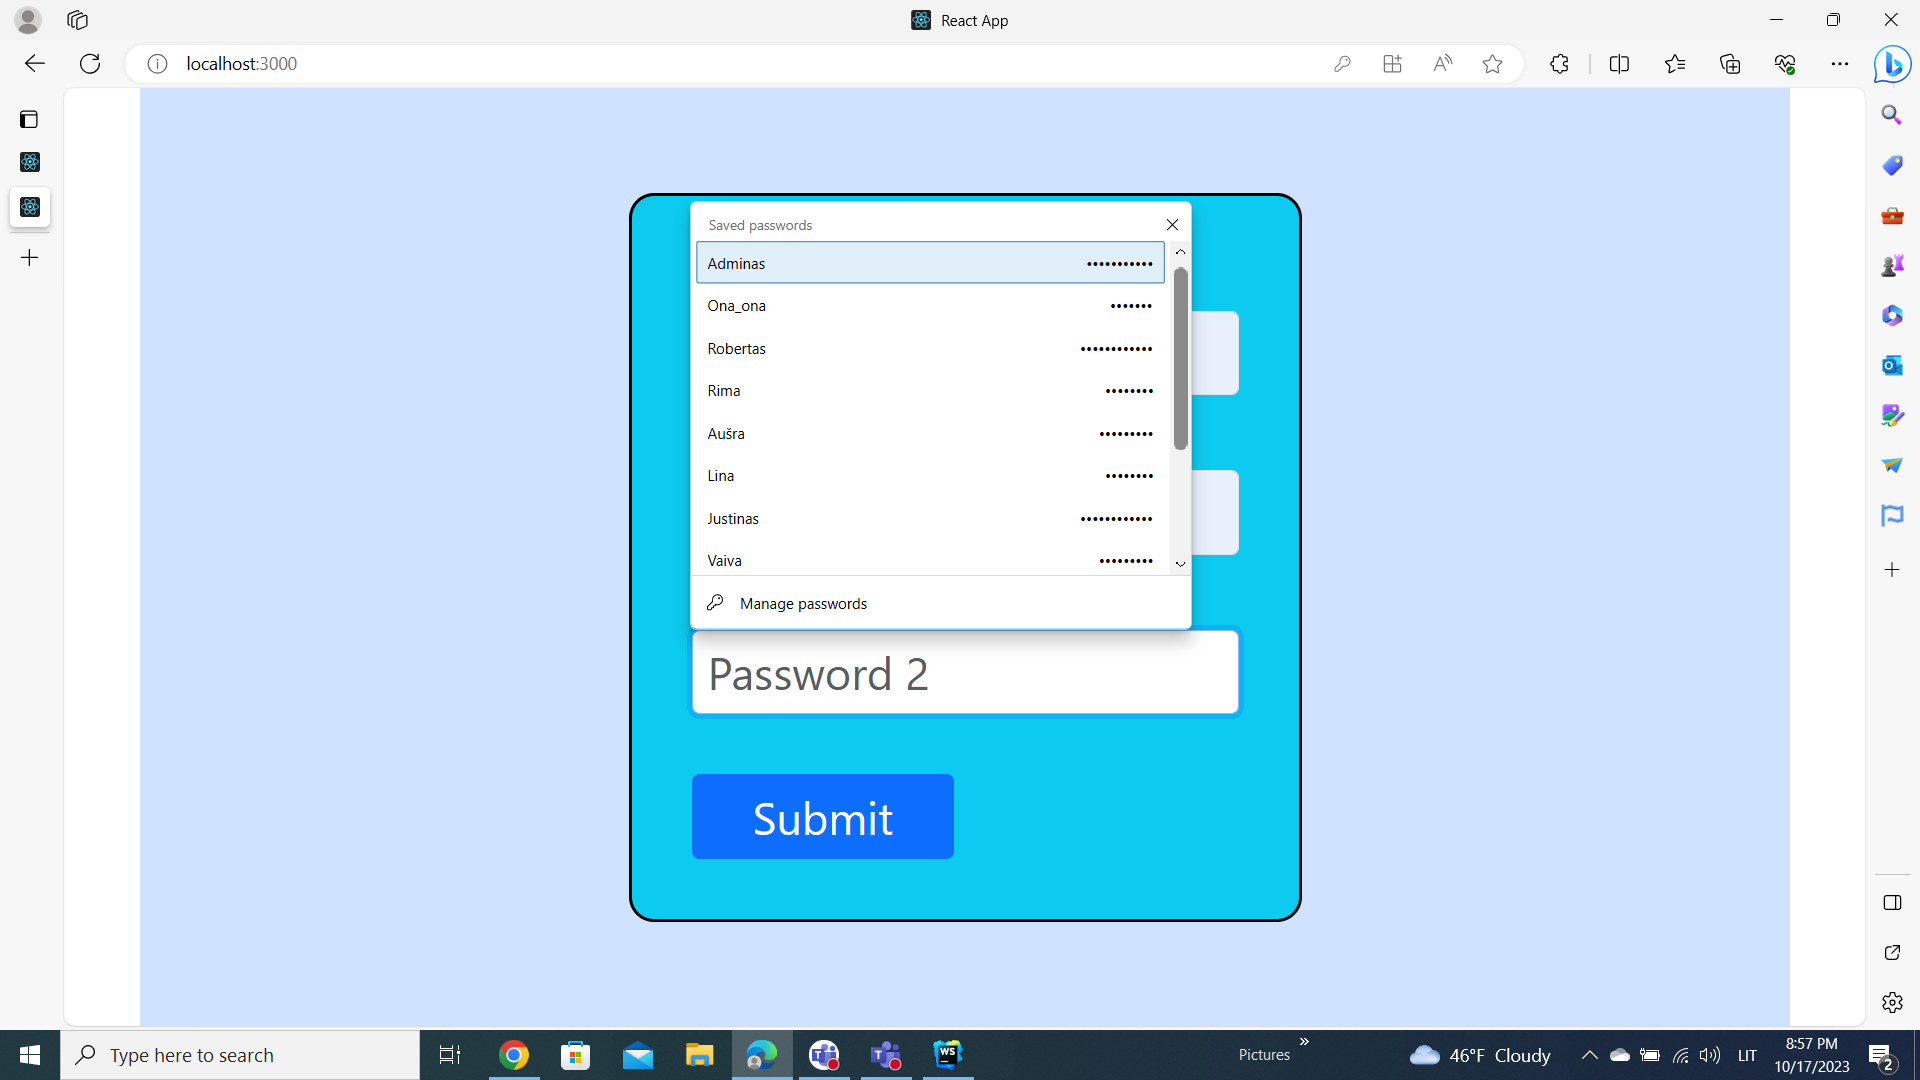 React App
localhost:3000
Saved passwords
Adminas •••••••••••
Ona_ona •••••••
Robertas ••••••••••••
Rima ••••••••
Aušra •••••••••
Lina ••••••••
Justinas ••••••••••••
Vaiva •••••••••
Manage passwords
Password 2
Submit
Type here to search
WS
Pictures
46°F Cloudy
LIT
8:57 PM
10/17/2023
2